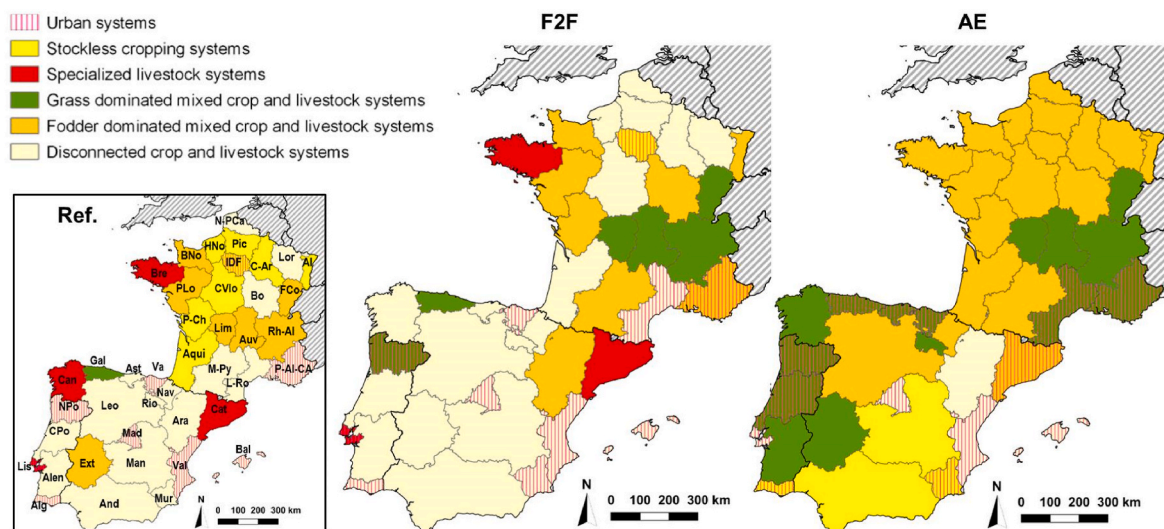 Urban systems
Stockless cropping systems
Specialized livestock systems
Grass dominated mixed crop and livestock systems
Fodder dominated mixed crop and livestock systems
Disconnected crop and livestock systems
F2F
AE
Ref.
N-PCa
HNo
Pic
BNo
IDF
C-Ar
Lor
Al
Bre
PLo
CVlo
Bo
FCo
P-Ch
Lim
Auv
Rh-Al
Aqui
M-Py
L-Ro
P-Al-CA
Gal
Ast
Va
Can
Nav
Rio
NPo
Leo
Ara
Cat
CPo
Mad
Bal
Lis
Ext
Man
Val
Alen
Alg
And
Mur
N
0 100 200 300 km
N
0 100 200 300 km
N
0 100 200 300 km